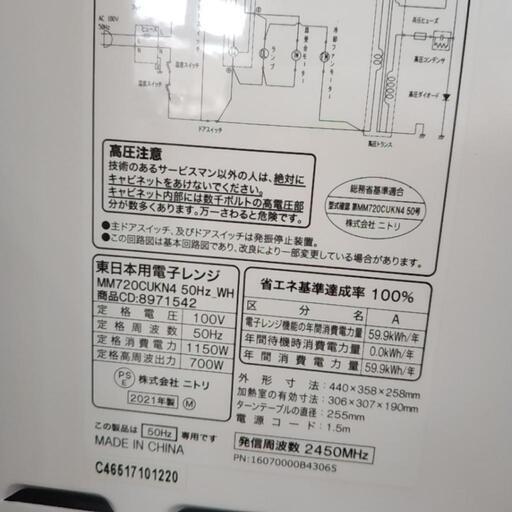 AC 100V
50Hz
高圧ヒューズ
高圧コンデンサ
高圧ダイオード
ランプ
温度スイッチ
温度スイッチ
ドアスイッチ
高圧トランス
高圧注意
技術のあるサービスマン以外の人は、絶対に
キャビネットをあけないでください。
キャビネット内部には数千ボルトの高電圧部
分が数多くあります。万一さわると危険です。
総務省基準適合
型式確認 第MM720CUKN4 50号
株式会社 ニトリ
●主ドアスイッチ、及びドアスイッチは発振停止装置。
●この回路図は基本回路図であり、改良により一部変更している場合があります。
東日本用電子レンジ
MM720CUKN4 50Hz_WH
商品CD:8971542
定格電圧 100V
定格周波数 50Hz
定格消費電力 1150W
定格高周波出力 700W
PSE 株式会社 ニトリ
2021年製 M
この製品は 50Hz 専用です
MADE IN CHINA
C46517101220
省エネ基準達成率 100%
区分 A
電子レンジ機能の年間消費電力量 59.9kWh/年
年間待機時消費電力量 0.0kWh/年
年間消費電力量 59.9kWh/年
外形寸法:440×358×258mm
加熱室の有効寸法:306×307×190mm
ターンテーブルの直径:255mm
電源コード:1.5m
発信周波数 2450MHz
PN:16070000B43065